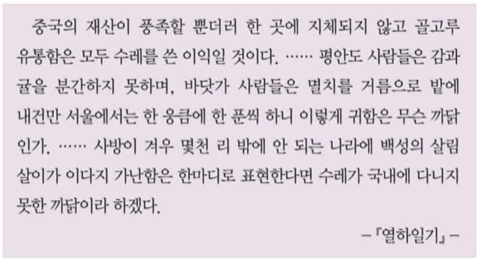 중국의 재산이 풍족할 뿐더러 한 곳에 지체되지 않고 골고루
유통함은 모두 수레를 쓴 이익일 것이다. …… 평안도 사람들은 감과
귤을 분간하지 못하며, 바닷가 사람들은 멸치를 거름으로 밭에
내건만 서울에서는 한 웅큼에 한 푼씩 하니 이렇게 귀함은 무슨 까닭
인가. …… 사방이 겨우 몇천 리 밖에 안 되는 나라에 백성의 살림
살이가 이다지 가난함은 한마디로 표현한다면 수레가 국내에 다니지
못한 까닭이라 하겠다.
－『열하일기』－